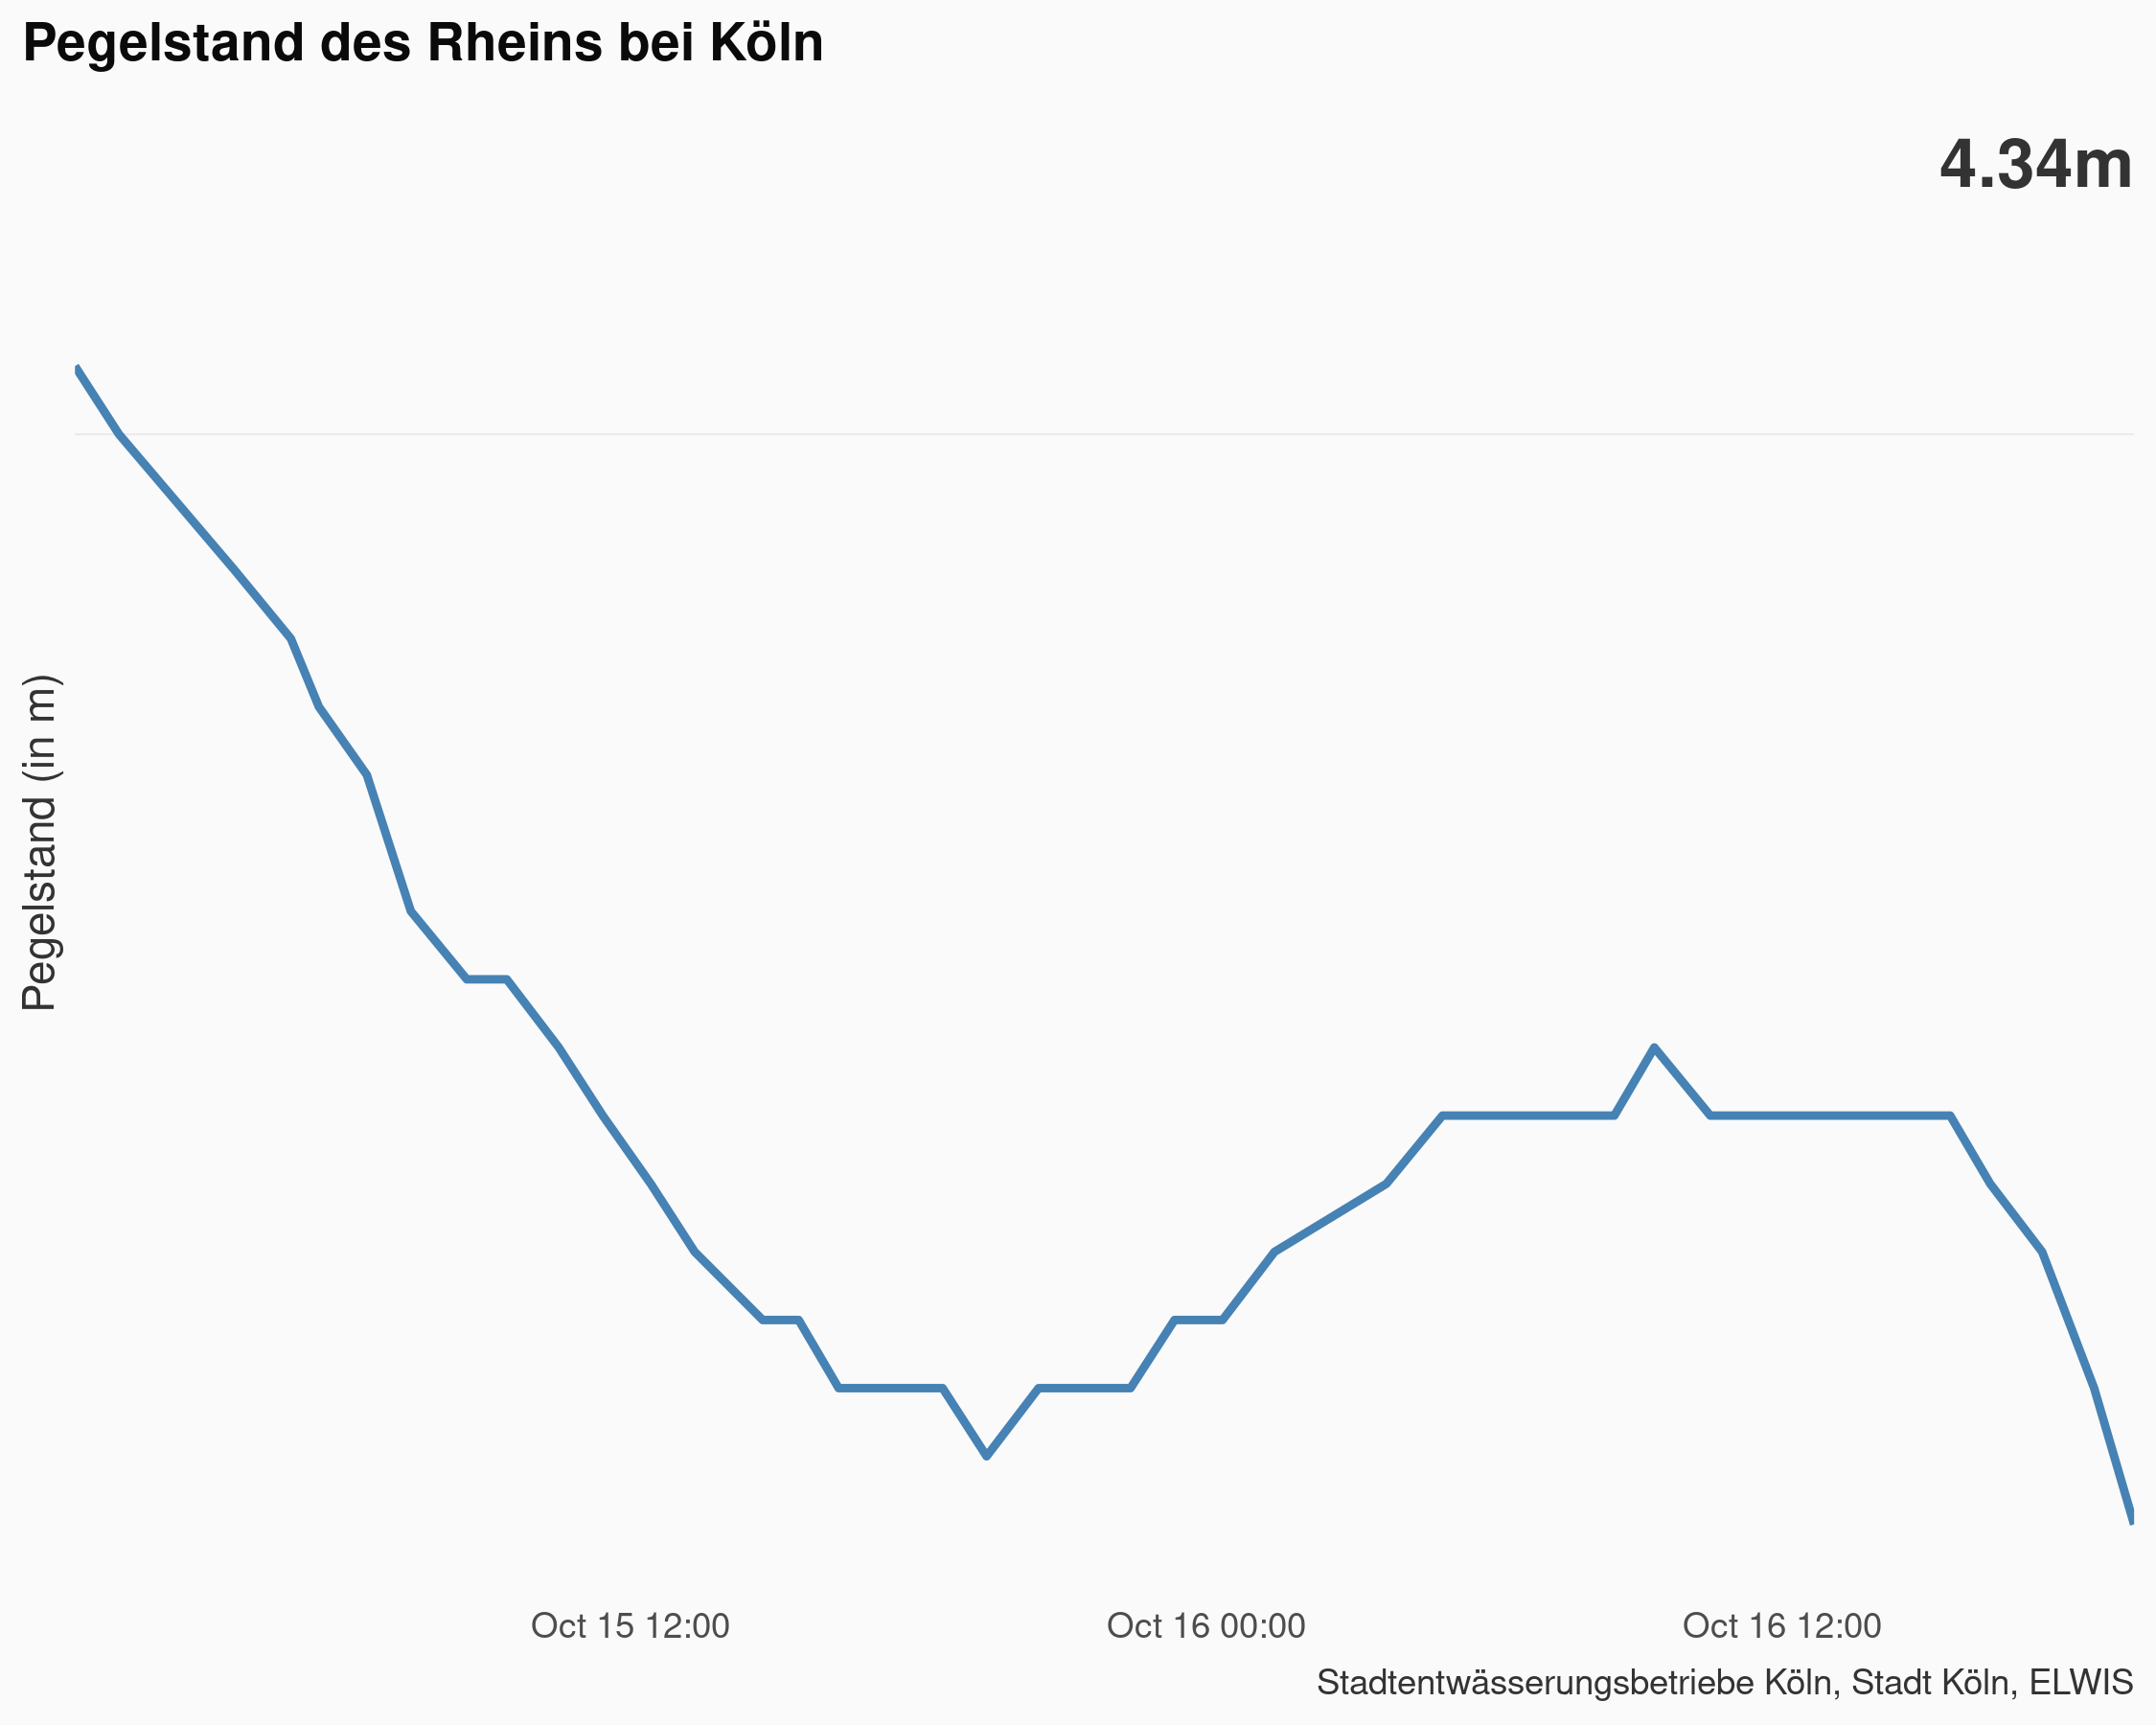 Pegelstand des Rheins bei Köln
4.34m
Pegelstand (in m)
Oct 15 12:00
Oct 16 00:00
Oct 16 12:00
Stadtentwässerungsbetriebe Köln, Stadt Köln, ELWIS